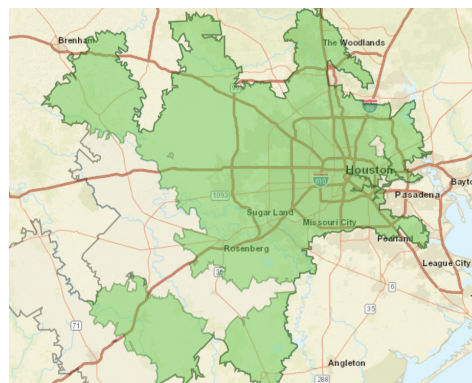 Brenham
The Woodlands
Houston
610
1093
Pasadena
Bayto
Sugar Land
Missouri City
Pearland
Rosenberg
League City
36
6
35
71
Angleton
288